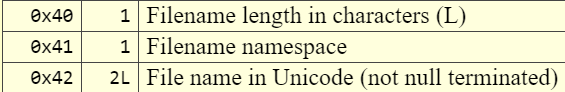 0x40 1 Filename length in characters (L)
0x41 1 Filename namespace
0x42 2L File name in Unicode (not null terminated)